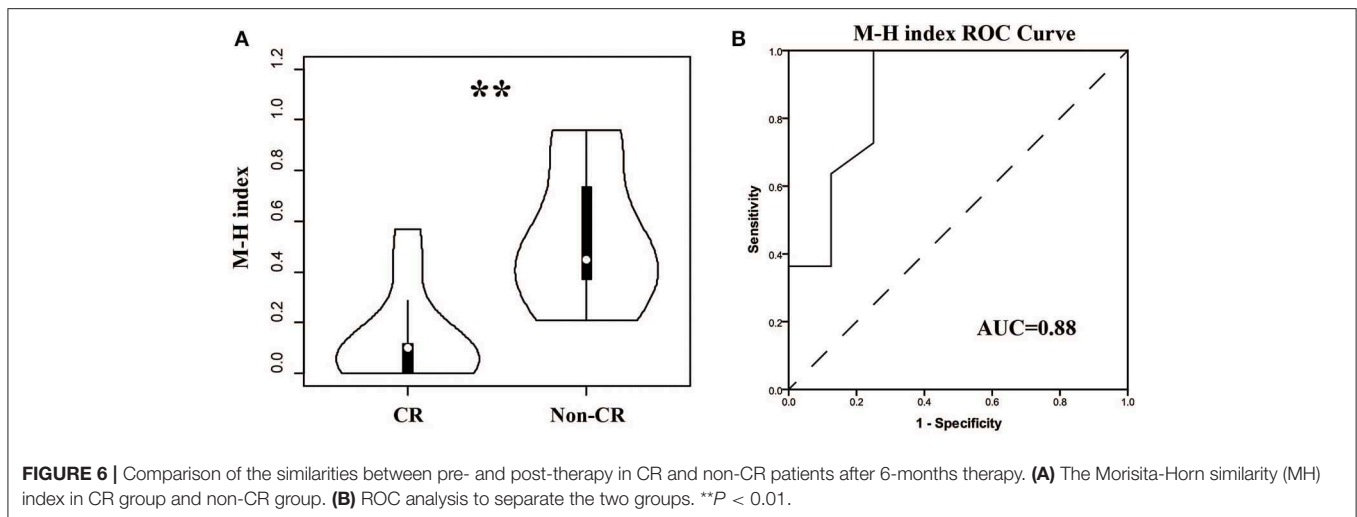 A
M-H index
0.0 0.2 0.4 0.6 0.8 1.0 1.2
**
CR Non-CR
B
M-H index ROC Curve
Sensitivity
1.0
0.8
0.6
0.4
0.2
0.0
AUC=0.88
0.0 0.2 0.4 0.6 0.8 1.0
1 - Specificity
FIGURE 6 | Comparison of the similarities between pre- and post-therapy in CR and non-CR patients after 6-months therapy. (A) The Morisita-Horn similarity (MH)
index in CR group and non-CR group. (B) ROC analysis to separate the two groups. **P < 0.01.